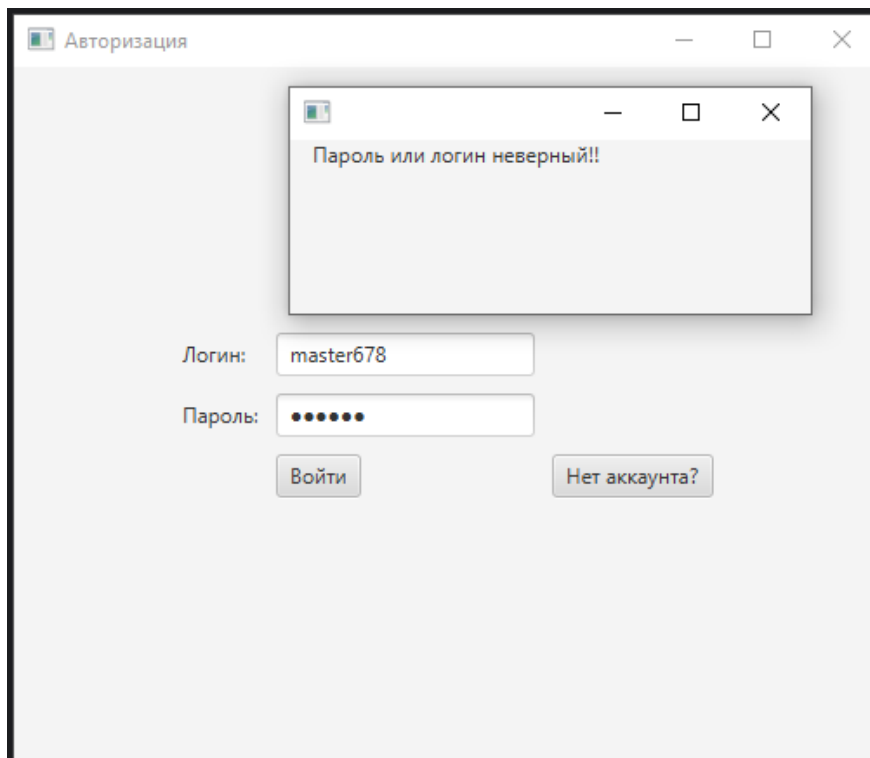 Авторизация
Пароль или логин неверный!!
Логин:
master678
Пароль:
●●●●●●
Войти
Нет аккаунта?